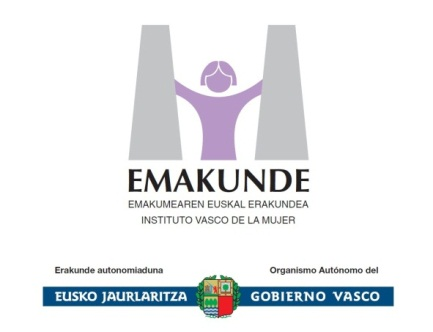 EMAKUNDE
EMAKUMEAREN EUSKAL ERAKUNDEA
INSTITUTO VASCO DE LA MUJER
Erakunde autonomiaduna Organismo Autónomo del
EUSKO JAURLARITZA GOBIERNO VASCO